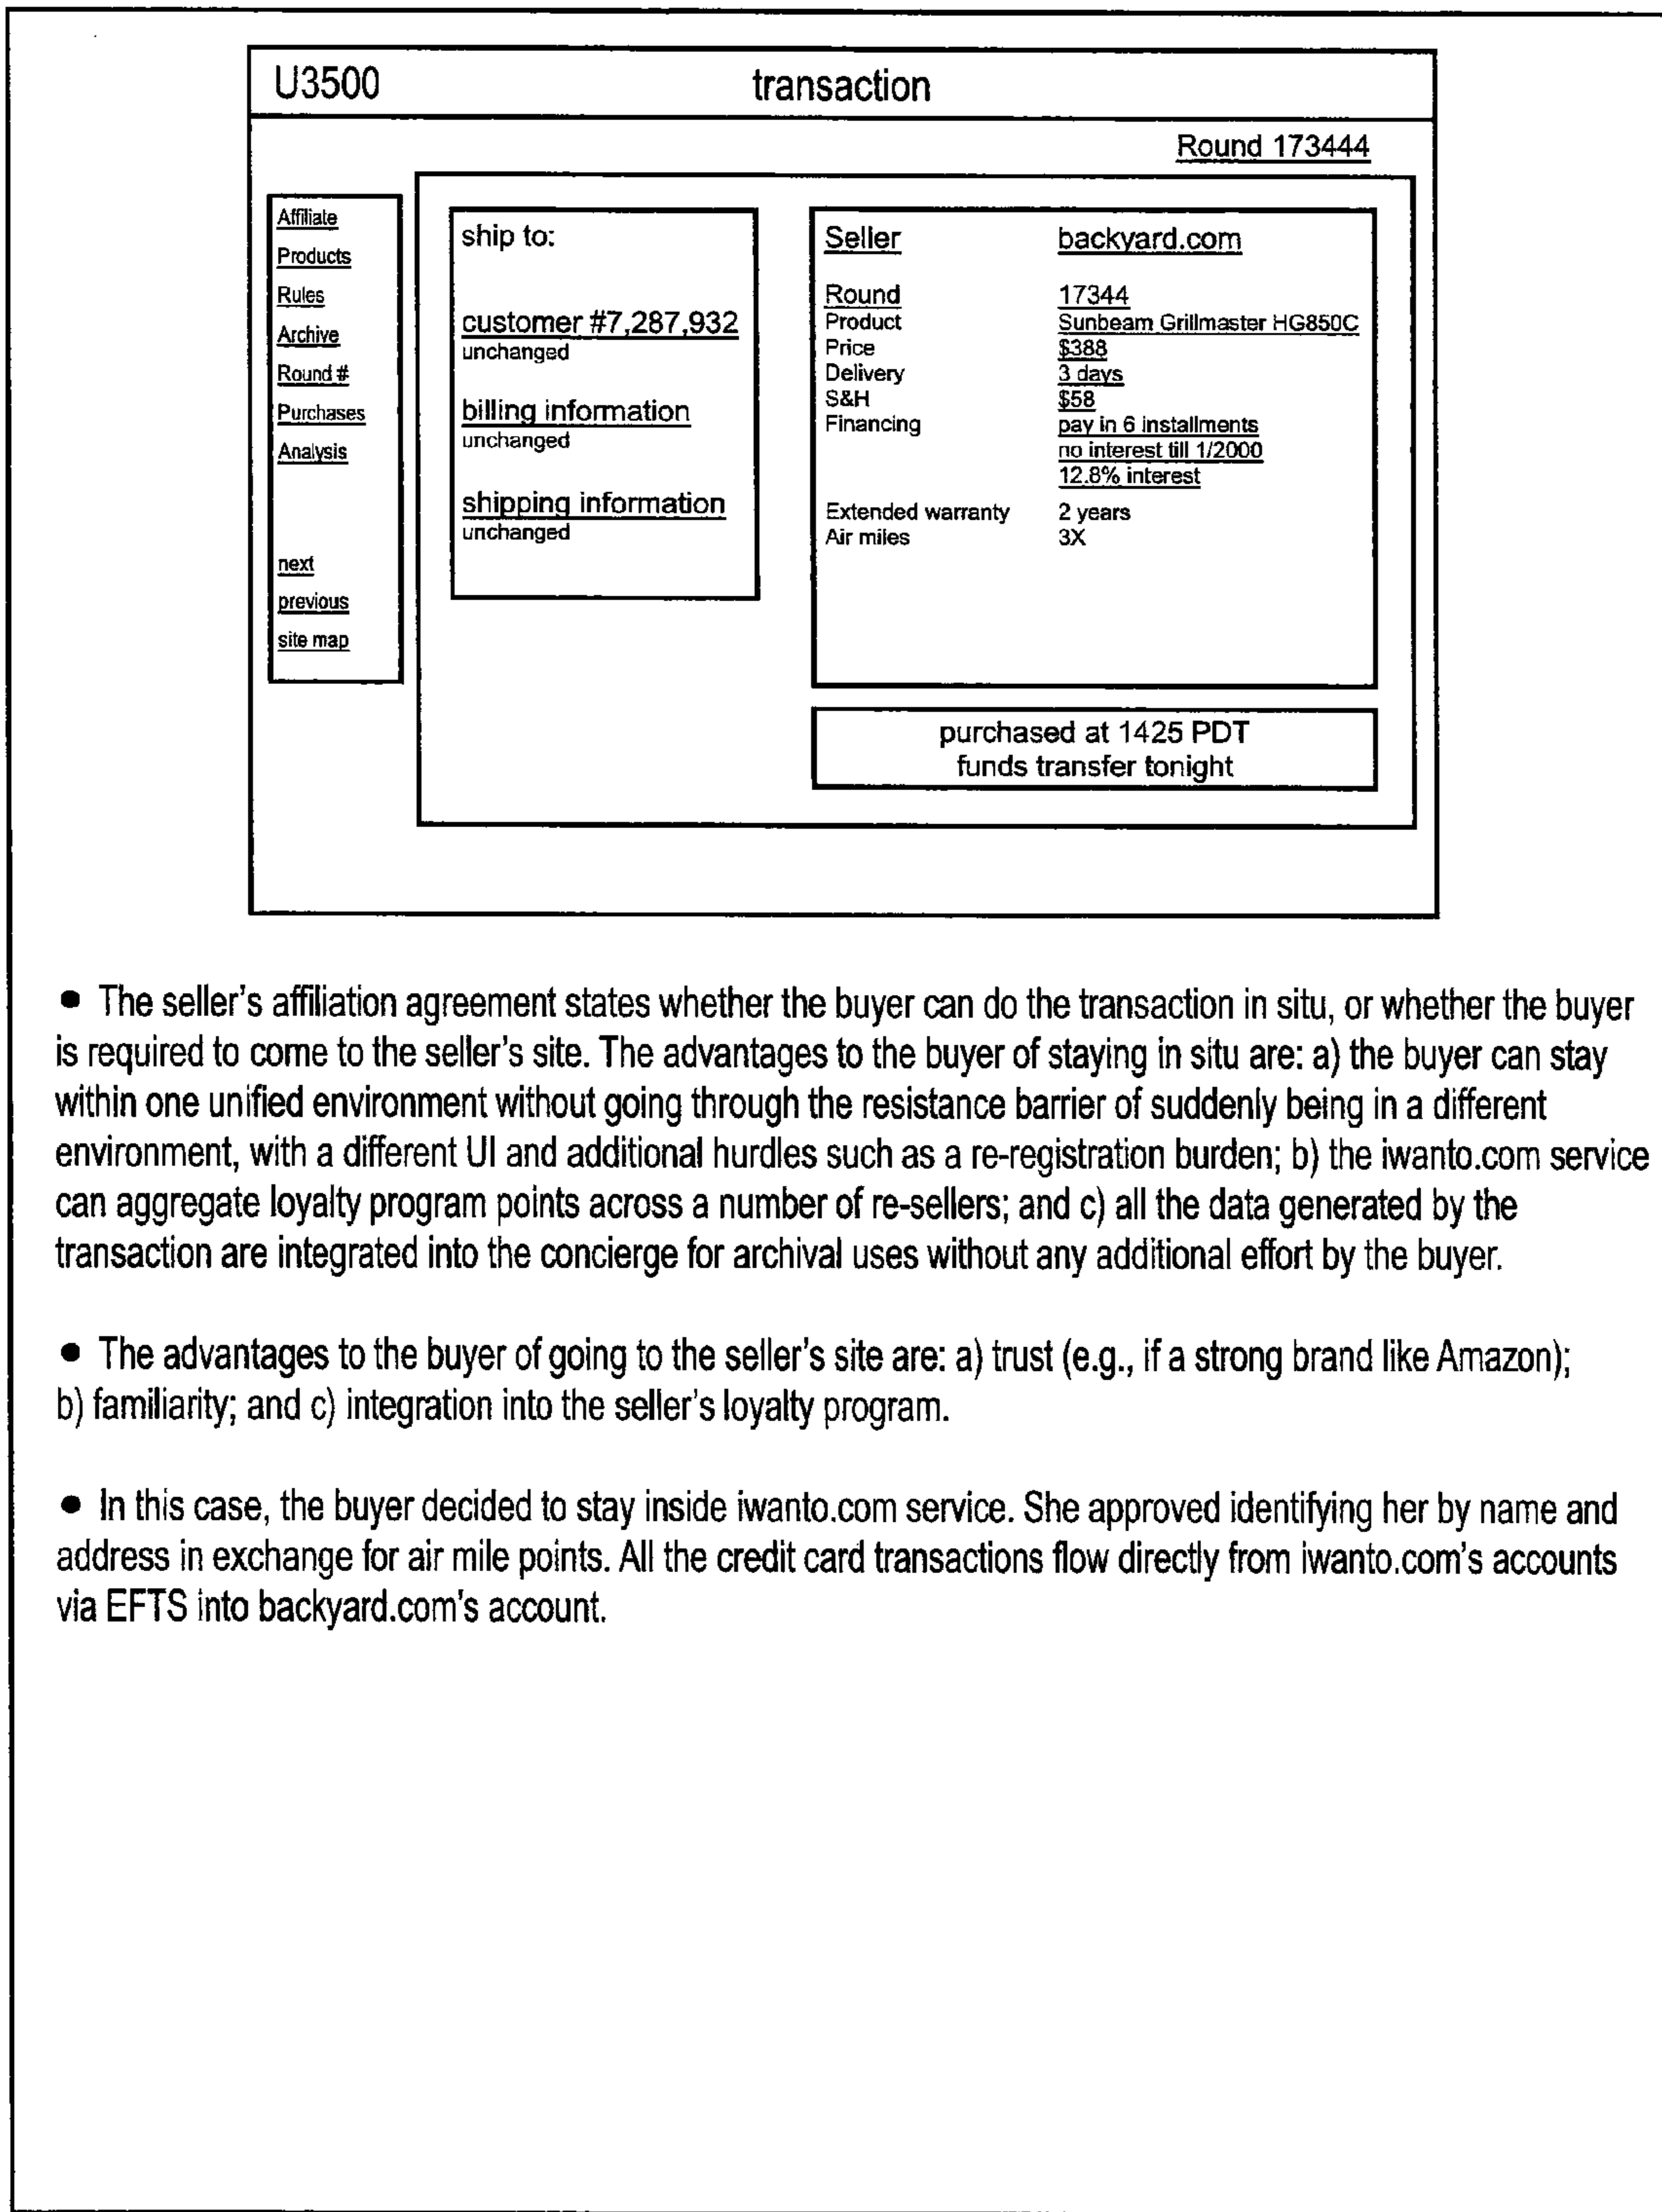 U3500 transaction
Round 173444
Affiliate
Products
Rules
Archive
Round #
Purchases
Analysis
next
previous
site map
ship to:
customer #7,287,932
unchanged
billing information
unchanged
shipping information
unchanged
Seller backyard.com
Round 17344
Product Sunbeam Grillmaster HG850C
Price $388
Delivery 3 days
S&H $58
Financing pay in 6 installments
no interest till 1/2000
12.8% interest
Extended warranty 2 years
Air miles 3X
purchased at 1425 PDT
funds transfer tonight
• The seller's affiliation agreement states whether the buyer can do the transaction in situ, or whether the buyer
is required to come to the seller's site. The advantages to the buyer of staying in situ are: a) the buyer can stay
within one unified environment without going through the resistance barrier of suddenly being in a different
environment, with a different UI and additional hurdles such as a re-registration burden; b) the iwanto.com service
can aggregate loyalty program points across a number of re-sellers; and c) all the data generated by the
transaction are integrated into the concierge for archival uses without any additional effort by the buyer.
• The advantages to the buyer of going to the seller's site are: a) trust (e.g., if a strong brand like Amazon);
b) familiarity; and c) integration into the seller's loyalty program.
• In this case, the buyer decided to stay inside iwanto.com service. She approved identifying her by name and
address in exchange for air mile points. All the credit card transactions flow directly from iwanto.com's accounts
via EFTS into backyard.com's account.